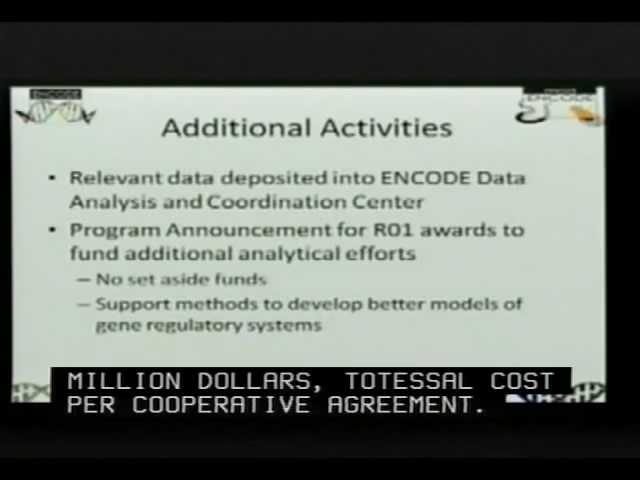 ENCODE
ENCODE
Additional Activities
• Relevant data deposited into ENCODE Data
Analysis and Coordination Center
• Program Announcement for R01 awards to
fund additional analytical efforts
– No set aside funds
– Support methods to develop better models of
gene regulatory systems
MILLION DOLLARS, TOTESSAL COST
PER COOPERATIVE AGREEMENT.